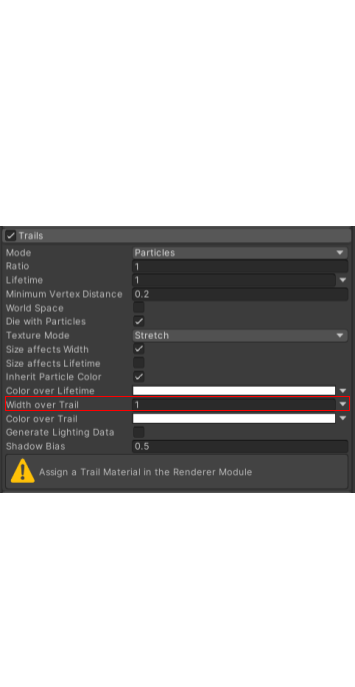 Trails
Mode Particles
Ratio 1
Lifetime 1
Minimum Vertex Distance 0.2
World Space
Die with Particles
Texture Mode Stretch
Size affects Width
Size affects Lifetime
Inherit Particle Color
Color over Lifetime
Width over Trail 1
Color over Trail
Generate Lighting Data
Shadow Bias 0.5
Assign a Trail Material in the Renderer Module